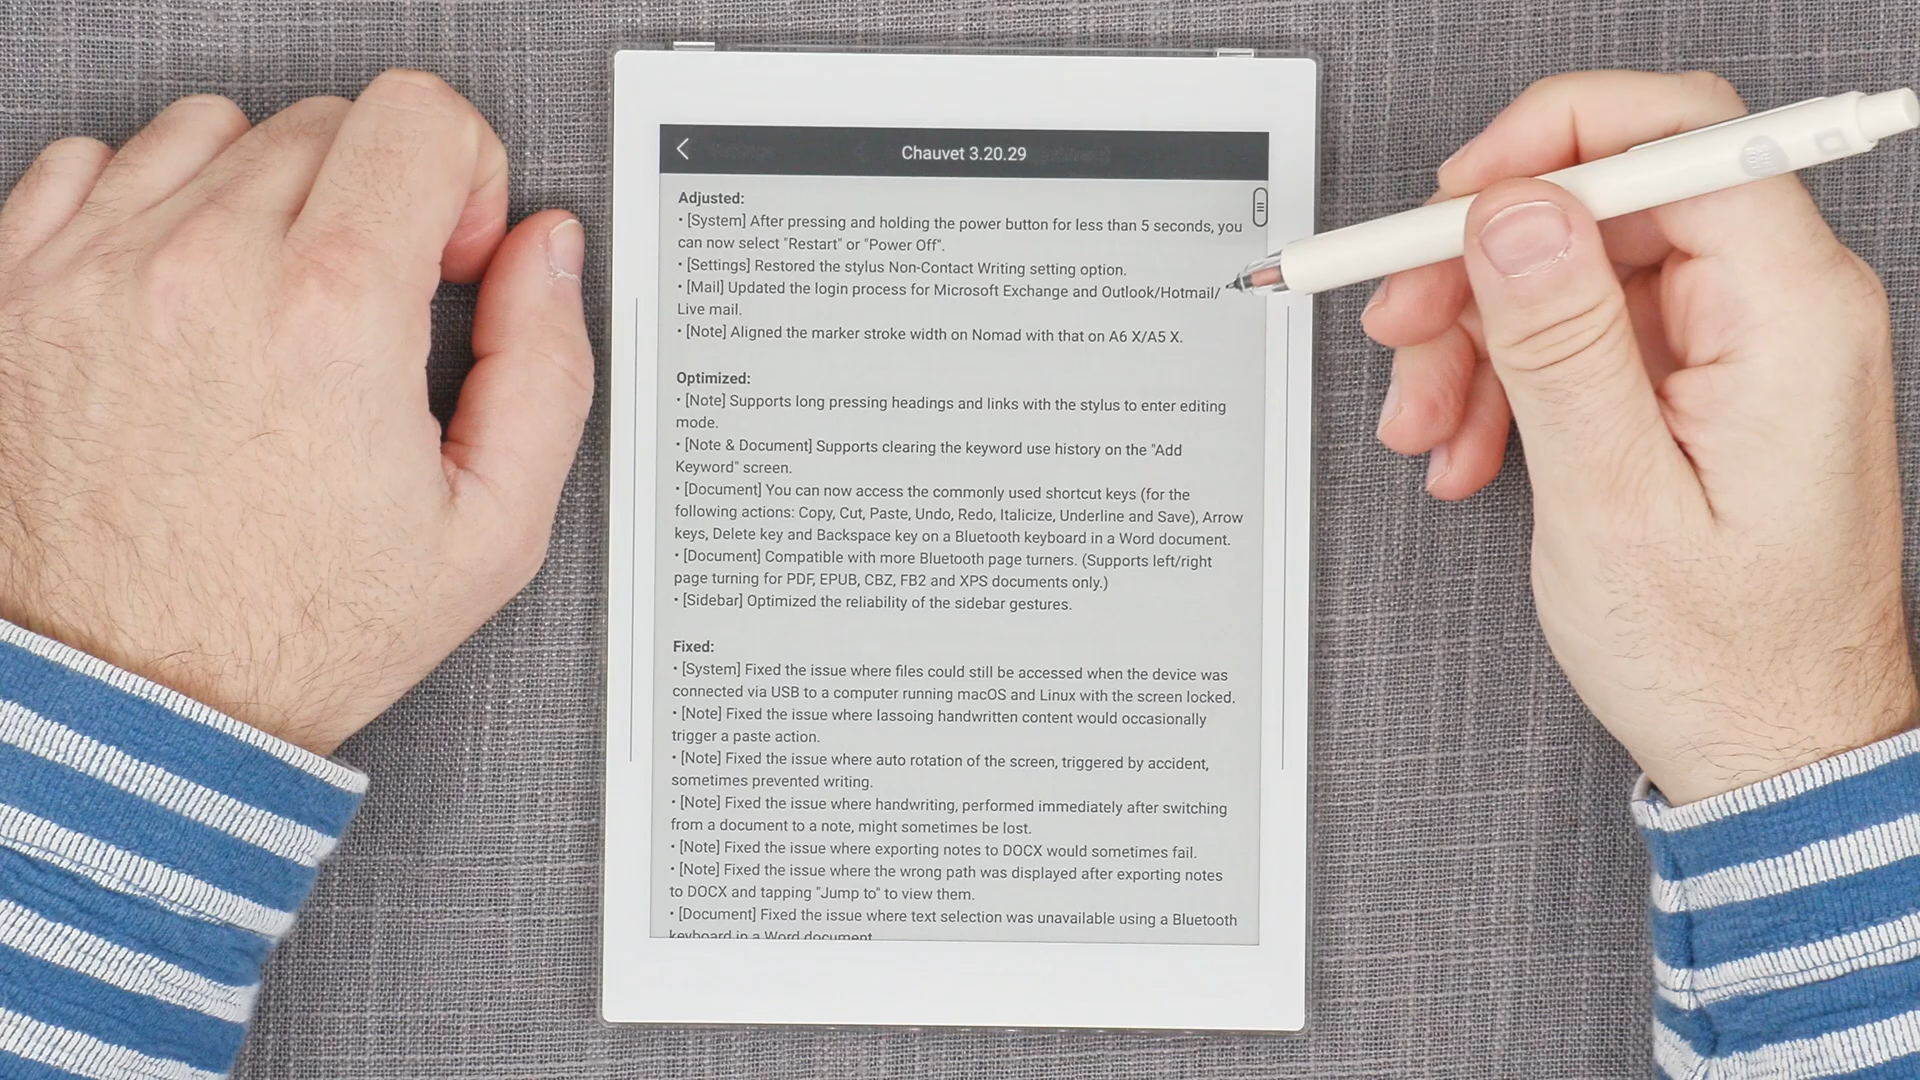 Chauvet 3.20.29
Adjusted:
• [System] After pressing and holding the power button for less than 5 seconds, you
can now select "Restart" or "Power Off".
• [Settings] Restored the stylus Non-Contact Writing setting option.
• [Mail] Updated the login process for Microsoft Exchange and Outlook/Hotmail/
Live mail.
• [Note] Aligned the marker stroke width on Nomad with that on A6 X/A5 X.
Optimized:
• [Note] Supports long pressing headings and links with the stylus to enter editing
mode.
• [Note & Document] Supports clearing the keyword use history on the "Add
Keyword" screen.
• [Document] You can now access the commonly used shortcut keys (for the
following actions: Copy, Cut, Paste, Undo, Redo, Italicize, Underline and Save), Arrow
keys, Delete key and Backspace key on a Bluetooth keyboard in a Word document.
• [Document] Compatible with more Bluetooth page turners. (Supports left/right
page turning for PDF, EPUB, CBZ, FB2 and XPS documents only.)
• [Sidebar] Optimized the reliability of the sidebar gestures.
Fixed:
• [System] Fixed the issue where files could still be accessed when the device was
connected via USB to a computer running macOS and Linux with the screen locked.
• [Note] Fixed the issue where lassoing handwritten content would occasionally
trigger a paste action.
• [Note] Fixed the issue where auto rotation of the screen, triggered by accident,
sometimes prevented writing.
• [Note] Fixed the issue where handwriting, performed immediately after switching
from a document to a note, might sometimes be lost.
• [Note] Fixed the issue where exporting notes to DOCX would sometimes fail.
• [Note] Fixed the issue where the wrong path was displayed after exporting notes
to DOCX and tapping "Jump to" to view them.
• [Document] Fixed the issue where text selection was unavailable using a Bluetooth
keyboard in a Word document